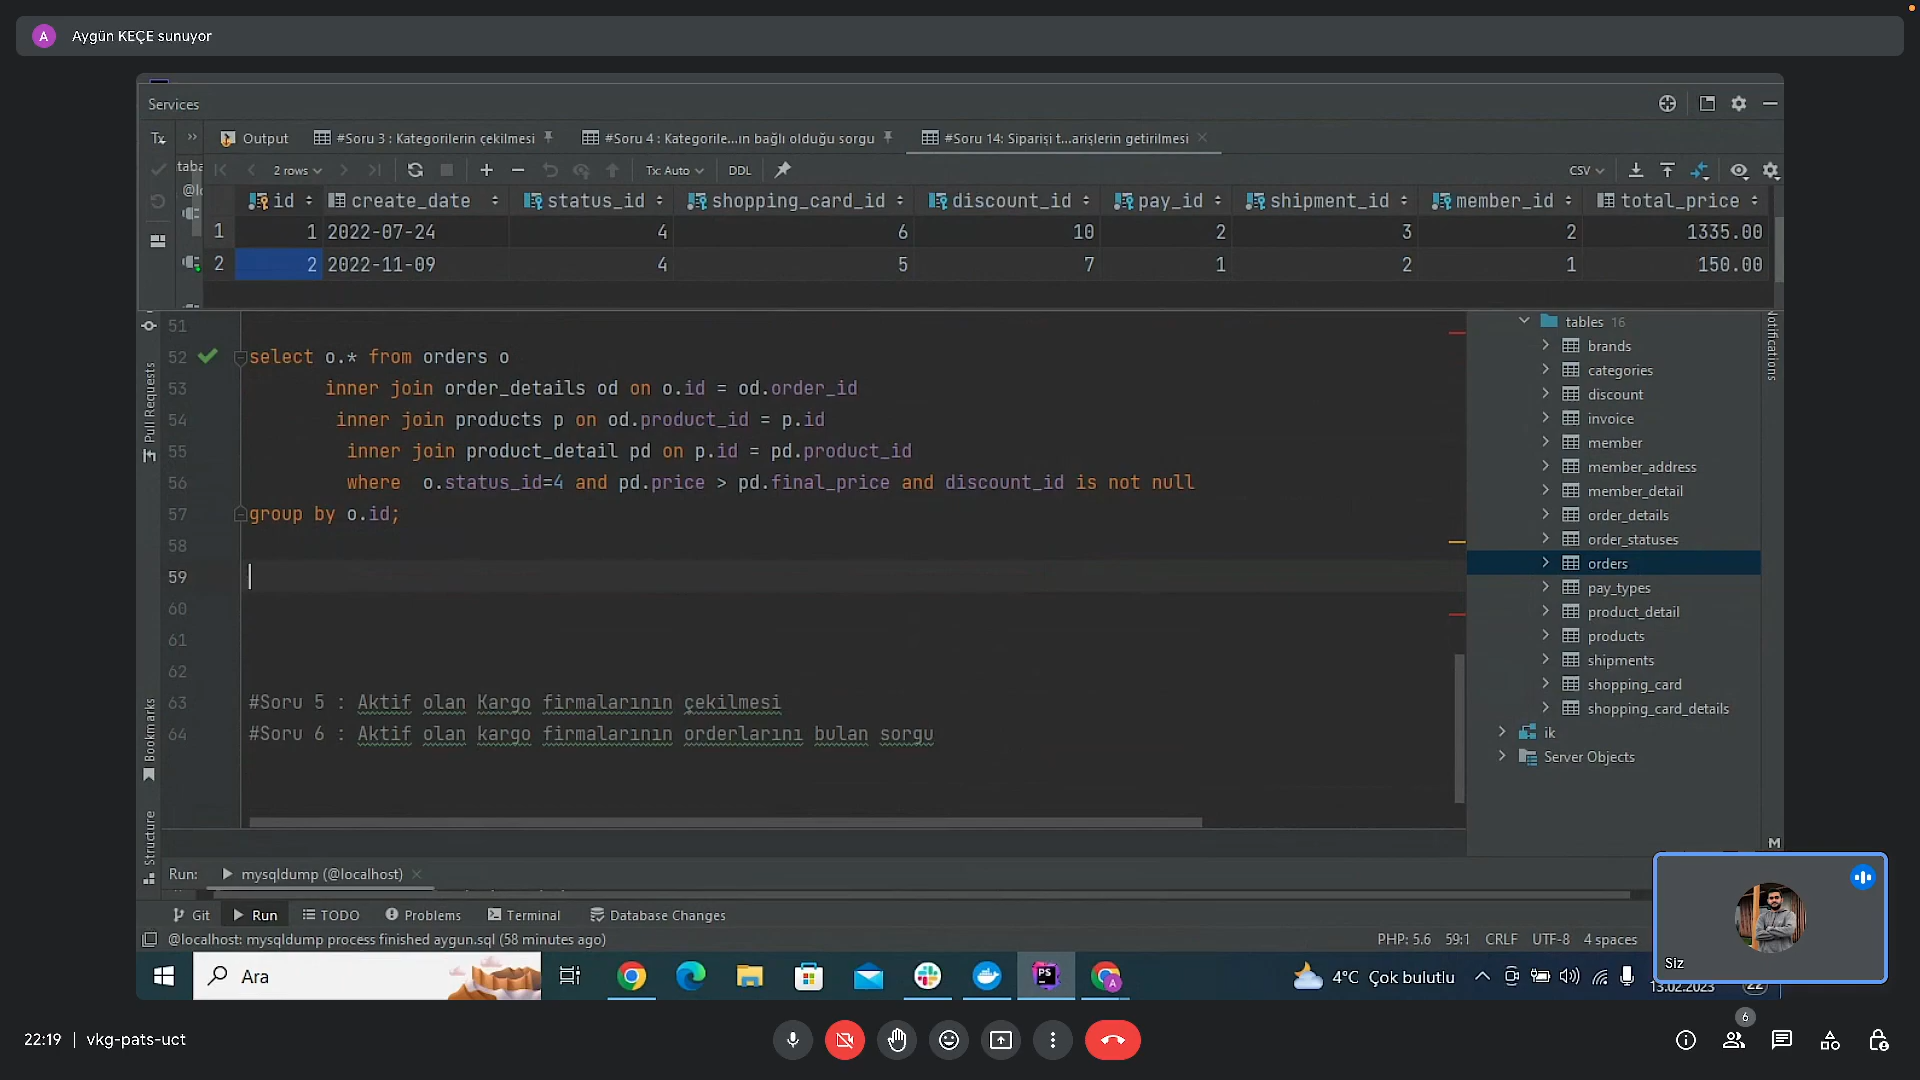 A Aygün KEÇE sunuyor
Services
Tx Output #Soru 3 : Kategorilerin çekilmesi #Soru 4 : Kategorile...ın bağlı olduğu sorgu #Soru 14: Siparişi t...arişlerin getirilmesi
taba 2 rows Tx: Auto DDL CSV
id create_date status_id shopping_card_id discount_id pay_id shipment_id member_id total_price
1 1 2022-07-24 4 6 10 2 3 2 1335.00
2 2 2022-11-09 4 5 7 1 2 1 150.00
51
52 select o.* from orders o
53 inner join order_details od on o.id = od.order_id
54 inner join products p on od.product_id = p.id
55 inner join product_detail pd on p.id = pd.product_id
56 where o.status_id=4 and pd.price > pd.final_price and discount_id is not null
57 group by o.id;
58
59
60
61
62
63 #Soru 5 : Aktif olan Kargo firmalarının çekilmesi
64 #Soru 6 : Aktif olan kargo firmalarının orderlarını bulan sorgu
Pull Requests
Bookmarks
Structure
tables 16
brands
categories
discount
invoice
member
member_address
member_detail
order_details
order_statuses
orders
pay_types
product_detail
products
shipments
shopping_card
shopping_card_details
ik
Server Objects
Notifications
M
Run: mysqldump (@localhost)
Git Run TODO Problems Terminal Database Changes
@localhost: mysqldump process finished aygun.sql (58 minutes ago) PHP: 5.6 59:1 CRLF UTF-8 4 spaces
Siz
Ara PS A 4°C Çok bulutlu
13.02.2023 22
22:19 | vkg-pats-uct
6